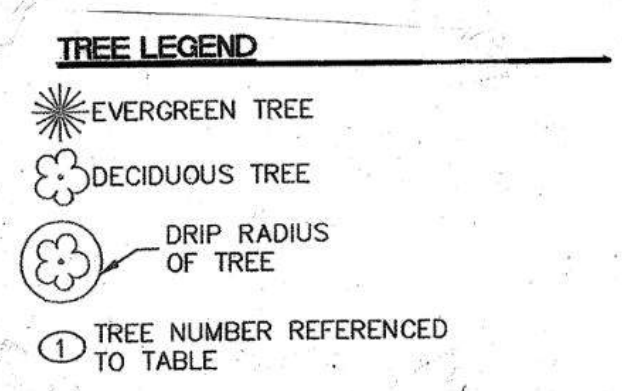 TREE LEGEND
EVERGREEN TREE
DECIDUOUS TREE
DRIP RADIUS
OF TREE
1 TREE NUMBER REFERENCED
TO TABLE